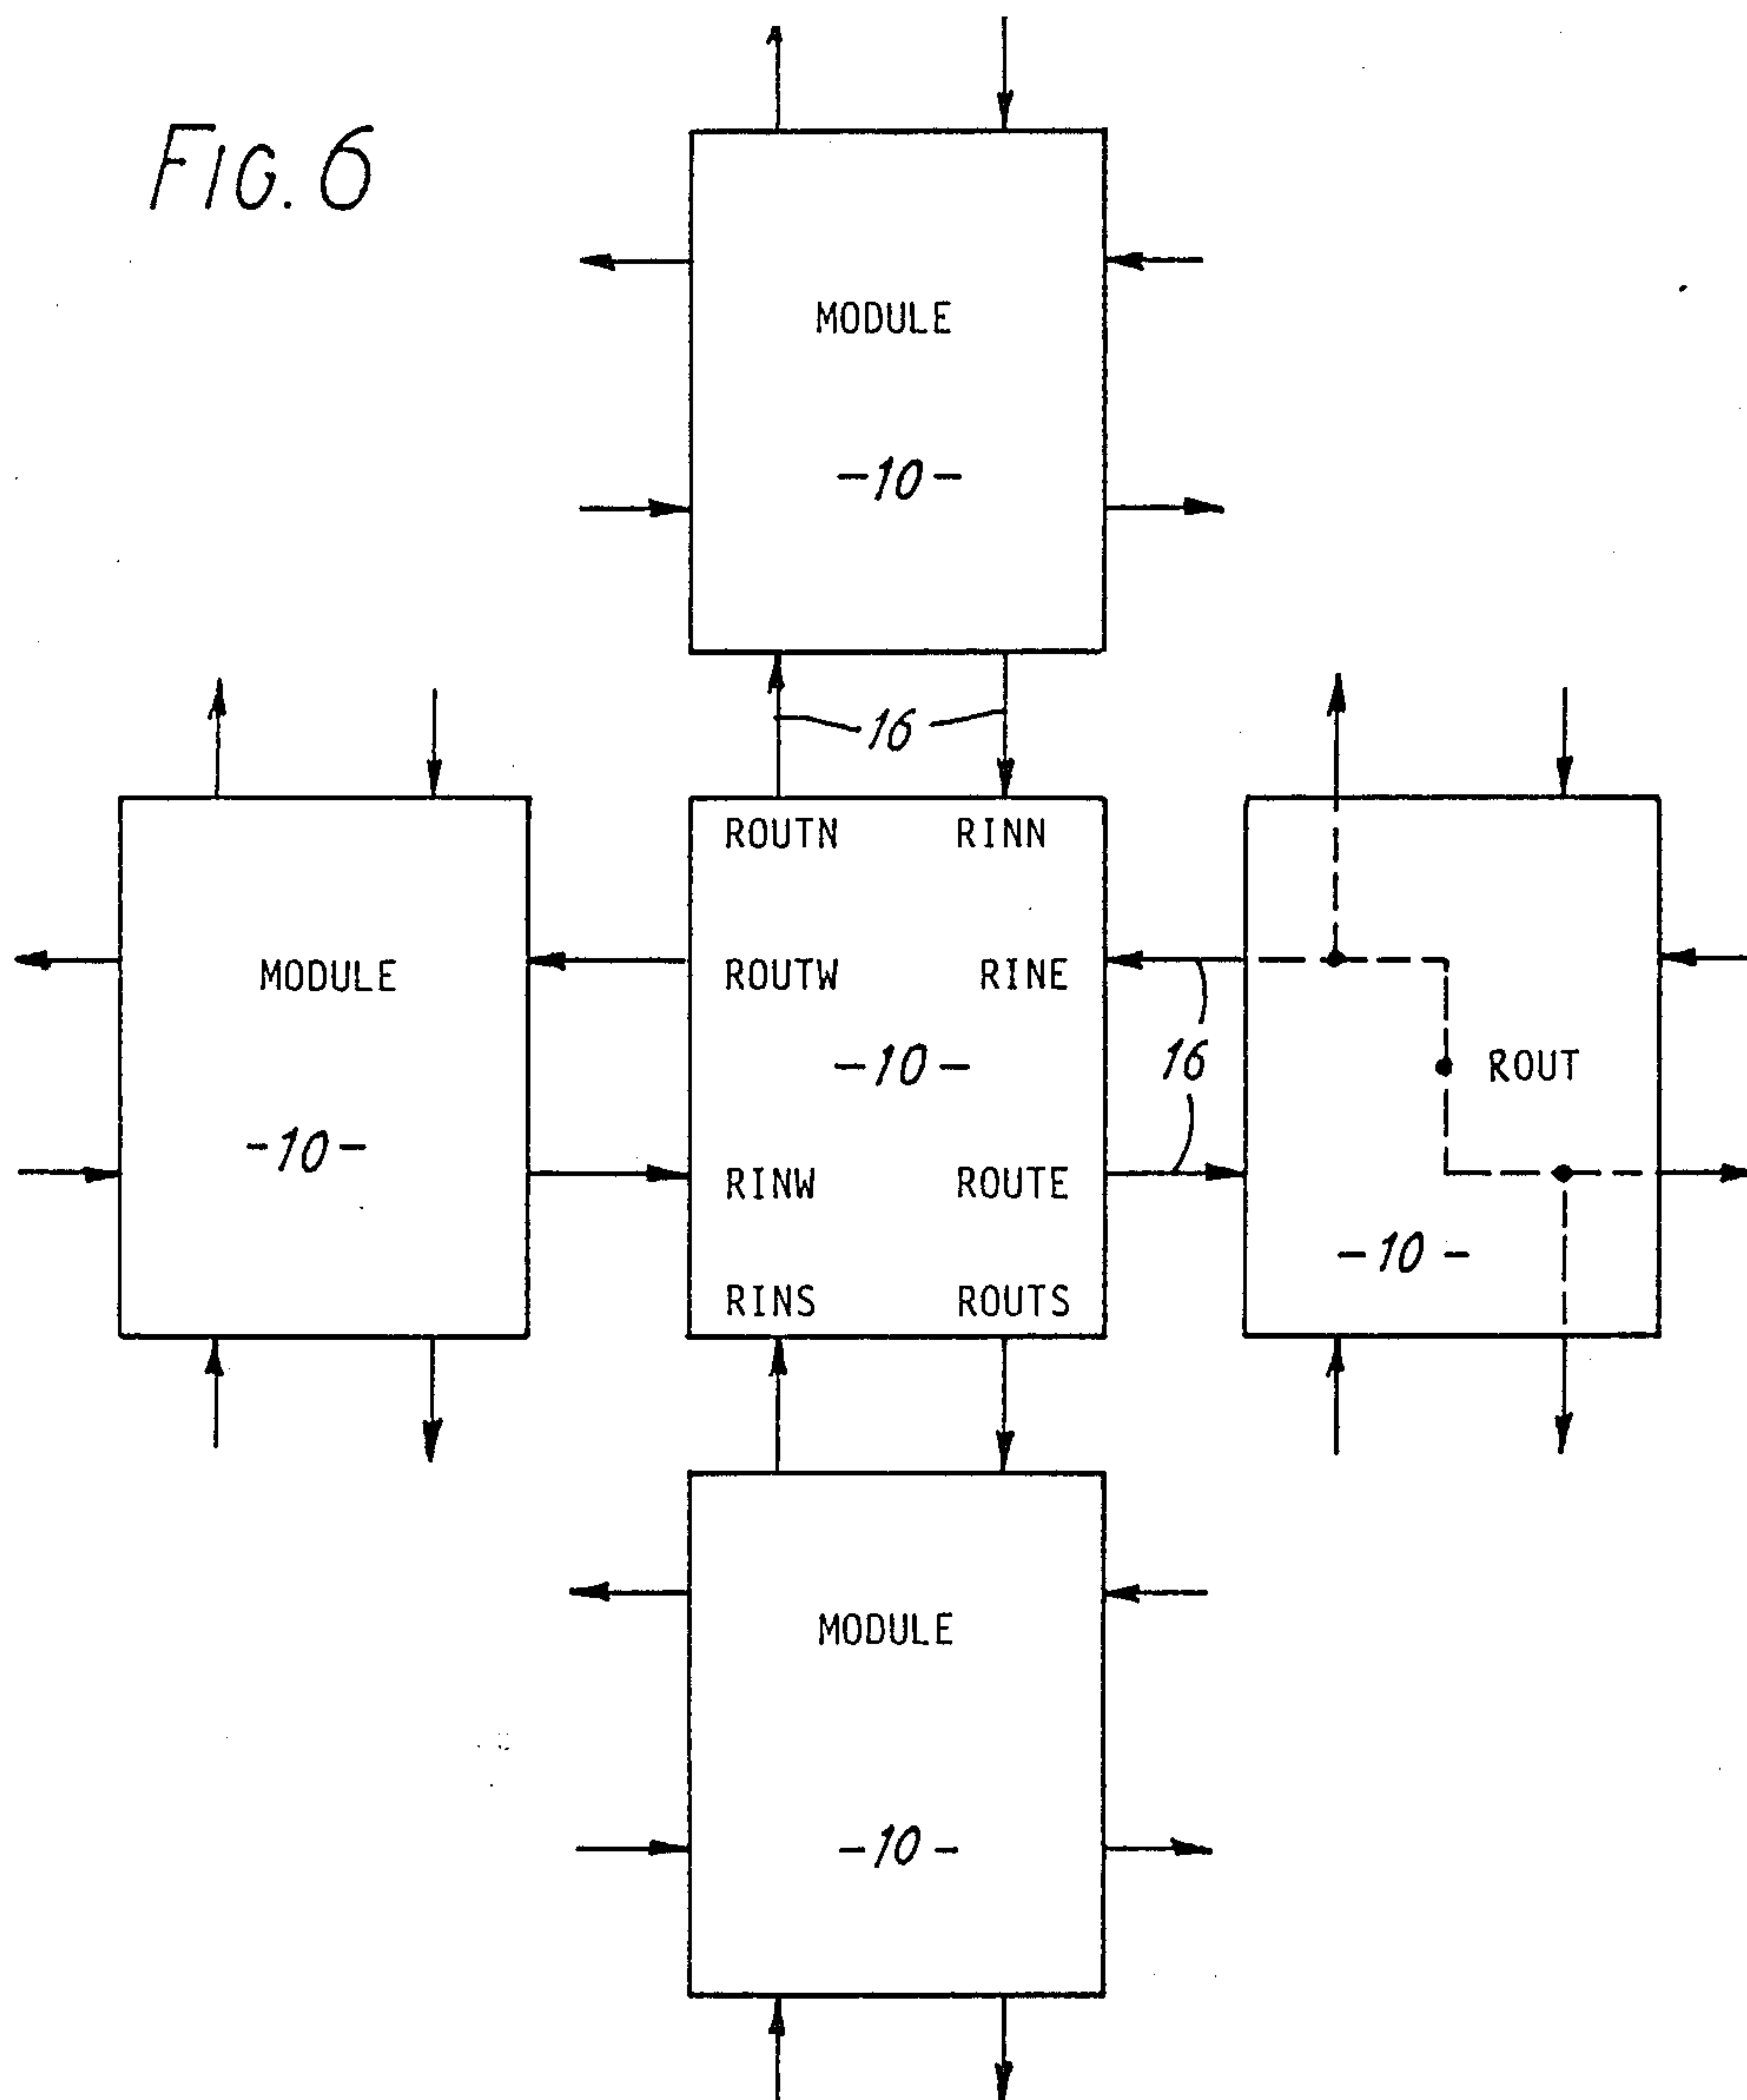 FIG. 6
MODULE
-10-
16
ROUTN RINN
MODULE
ROUTW RINE
-10-
16
ROUT
-10-
RINW ROUTE
-10-
RINS ROUTS
MODULE
-10-